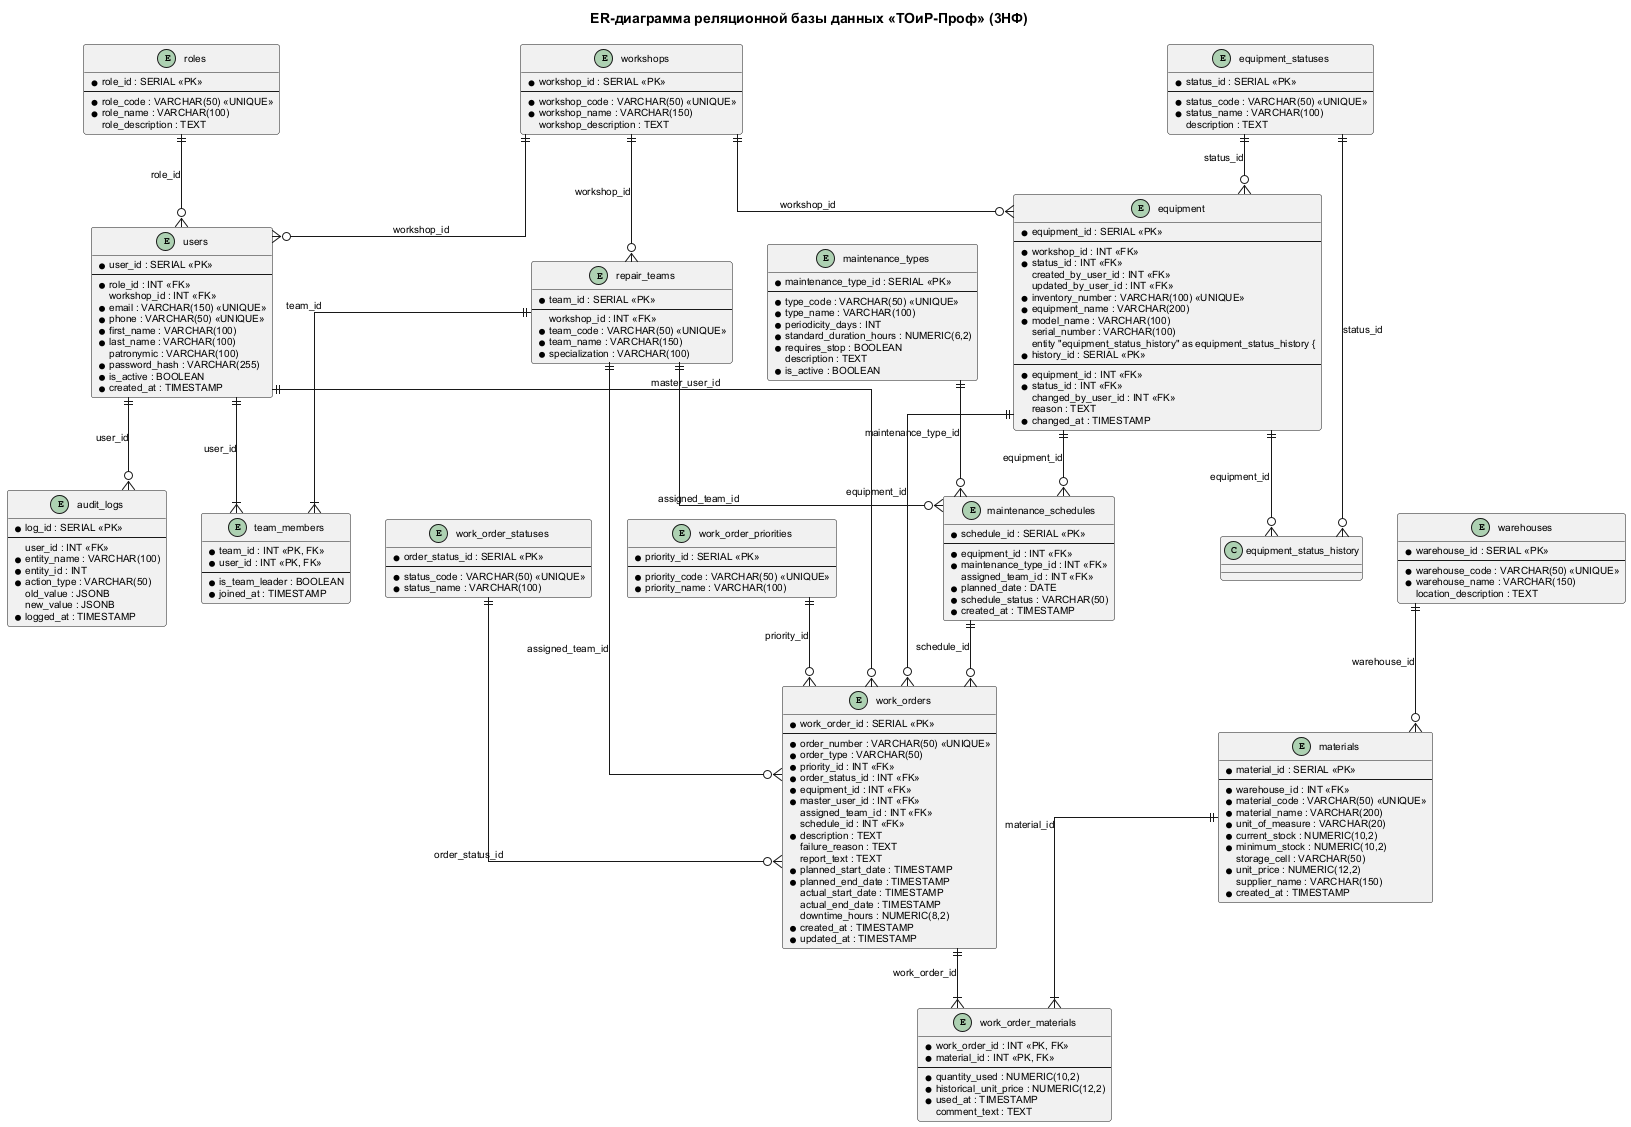 ER-диаграмма реляционной базы данных «ТОиР-Проф» (3НФ)
E roles
role_id : SERIAL «PK»
role_code : VARCHAR(50) «UNIQUE»
role_name : VARCHAR(100)
role_description : TEXT
E workshops
workshop_id : SERIAL «PK»
workshop_code : VARCHAR(50) «UNIQUE»
workshop_name : VARCHAR(150)
workshop_description : TEXT
E equipment_statuses
status_id : SERIAL «PK»
status_code : VARCHAR(50) «UNIQUE»
status_name : VARCHAR(100)
description : TEXT
role_id
workshop_id
workshop_id
workshop_id
status_id
status_id
E users
user_id : SERIAL «PK»
role_id : INT «FK»
workshop_id : INT «FK»
email : VARCHAR(150) «UNIQUE»
phone : VARCHAR(50) «UNIQUE»
first_name : VARCHAR(100)
last_name : VARCHAR(100)
patronymic : VARCHAR(100)
password_hash : VARCHAR(255)
is_active : BOOLEAN
created_at : TIMESTAMP
E repair_teams
team_id : SERIAL «PK»
workshop_id : INT «FK»
team_code : VARCHAR(50) «UNIQUE»
team_name : VARCHAR(150)
specialization : VARCHAR(100)
E maintenance_types
maintenance_type_id : SERIAL «PK»
type_code : VARCHAR(50) «UNIQUE»
type_name : VARCHAR(100)
periodicity_days : INT
standard_duration_hours : NUMERIC(6,2)
requires_stop : BOOLEAN
description : TEXT
is_active : BOOLEAN
E equipment
equipment_id : SERIAL «PK»
workshop_id : INT «FK»
status_id : INT «FK»
created_by_user_id : INT «FK»
updated_by_user_id : INT «FK»
inventory_number : VARCHAR(100) «UNIQUE»
equipment_name : VARCHAR(200)
model_name : VARCHAR(100)
serial_number : VARCHAR(100)
entity "equipment_status_history" as equipment_status_history {
history_id : SERIAL «PK»
equipment_id : INT «FK»
status_id : INT «FK»
changed_by_user_id : INT «FK»
reason : TEXT
changed_at : TIMESTAMP
team_id
master_user_id
user_id
user_id
maintenance_type_id
equipment_id
equipment_id
equipment_id
assigned_team_id
E audit_logs
log_id : SERIAL «PK»
user_id : INT «FK»
entity_name : VARCHAR(100)
entity_id : INT
action_type : VARCHAR(50)
old_value : JSONB
new_value : JSONB
logged_at : TIMESTAMP
E team_members
team_id : INT «PK, FK»
user_id : INT «PK, FK»
is_team_leader : BOOLEAN
joined_at : TIMESTAMP
E work_order_statuses
order_status_id : SERIAL «PK»
status_code : VARCHAR(50) «UNIQUE»
status_name : VARCHAR(100)
E work_order_priorities
priority_id : SERIAL «PK»
priority_code : VARCHAR(50) «UNIQUE»
priority_name : VARCHAR(100)
E maintenance_schedules
schedule_id : SERIAL «PK»
equipment_id : INT «FK»
maintenance_type_id : INT «FK»
assigned_team_id : INT «FK»
planned_date : DATE
schedule_status : VARCHAR(50)
created_at : TIMESTAMP
C equipment_status_history
E warehouses
warehouse_id : SERIAL «PK»
warehouse_code : VARCHAR(50) «UNIQUE»
warehouse_name : VARCHAR(150)
location_description : TEXT
assigned_team_id
priority_id
schedule_id
warehouse_id
E work_orders
work_order_id : SERIAL «PK»
order_number : VARCHAR(50) «UNIQUE»
order_type : VARCHAR(50)
priority_id : INT «FK»
order_status_id : INT «FK»
equipment_id : INT «FK»
master_user_id : INT «FK»
assigned_team_id : INT «FK»
schedule_id : INT «FK»
description : TEXT
failure_reason : TEXT
report_text : TEXT
planned_start_date : TIMESTAMP
planned_end_date : TIMESTAMP
actual_start_date : TIMESTAMP
actual_end_date : TIMESTAMP
downtime_hours : NUMERIC(8,2)
created_at : TIMESTAMP
updated_at : TIMESTAMP
E materials
material_id : SERIAL «PK»
warehouse_id : INT «FK»
material_code : VARCHAR(50) «UNIQUE»
material_name : VARCHAR(200)
unit_of_measure : VARCHAR(20)
current_stock : NUMERIC(10,2)
minimum_stock : NUMERIC(10,2)
storage_cell : VARCHAR(50)
unit_price : NUMERIC(12,2)
supplier_name : VARCHAR(150)
created_at : TIMESTAMP
order_status_id
material_id
work_order_id
E work_order_materials
work_order_id : INT «PK, FK»
material_id : INT «PK, FK»
quantity_used : NUMERIC(10,2)
historical_unit_price : NUMERIC(12,2)
used_at : TIMESTAMP
comment_text : TEXT